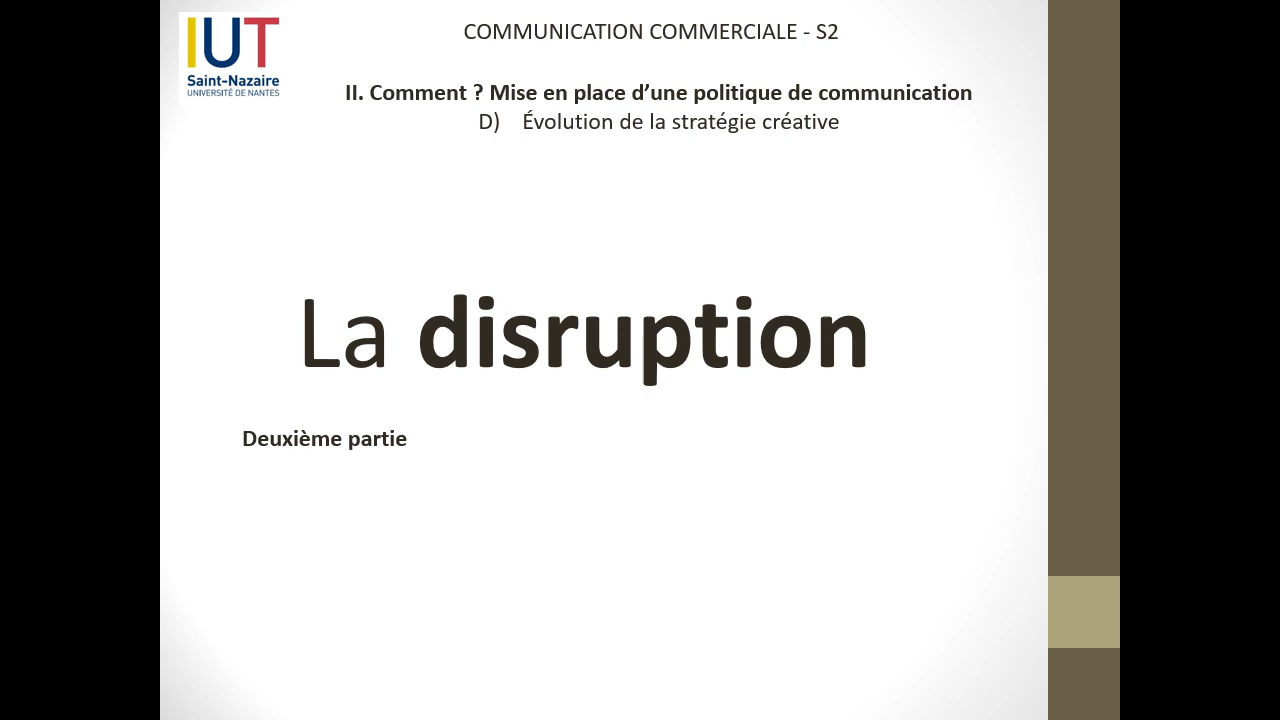 IUT
Saint-Nazaire
UNIVERSITÉ DE NANTES
COMMUNICATION COMMERCIALE - S2
II. Comment ? Mise en place d’une politique de communication
D) Évolution de la stratégie créative
La disruption
Deuxième partie